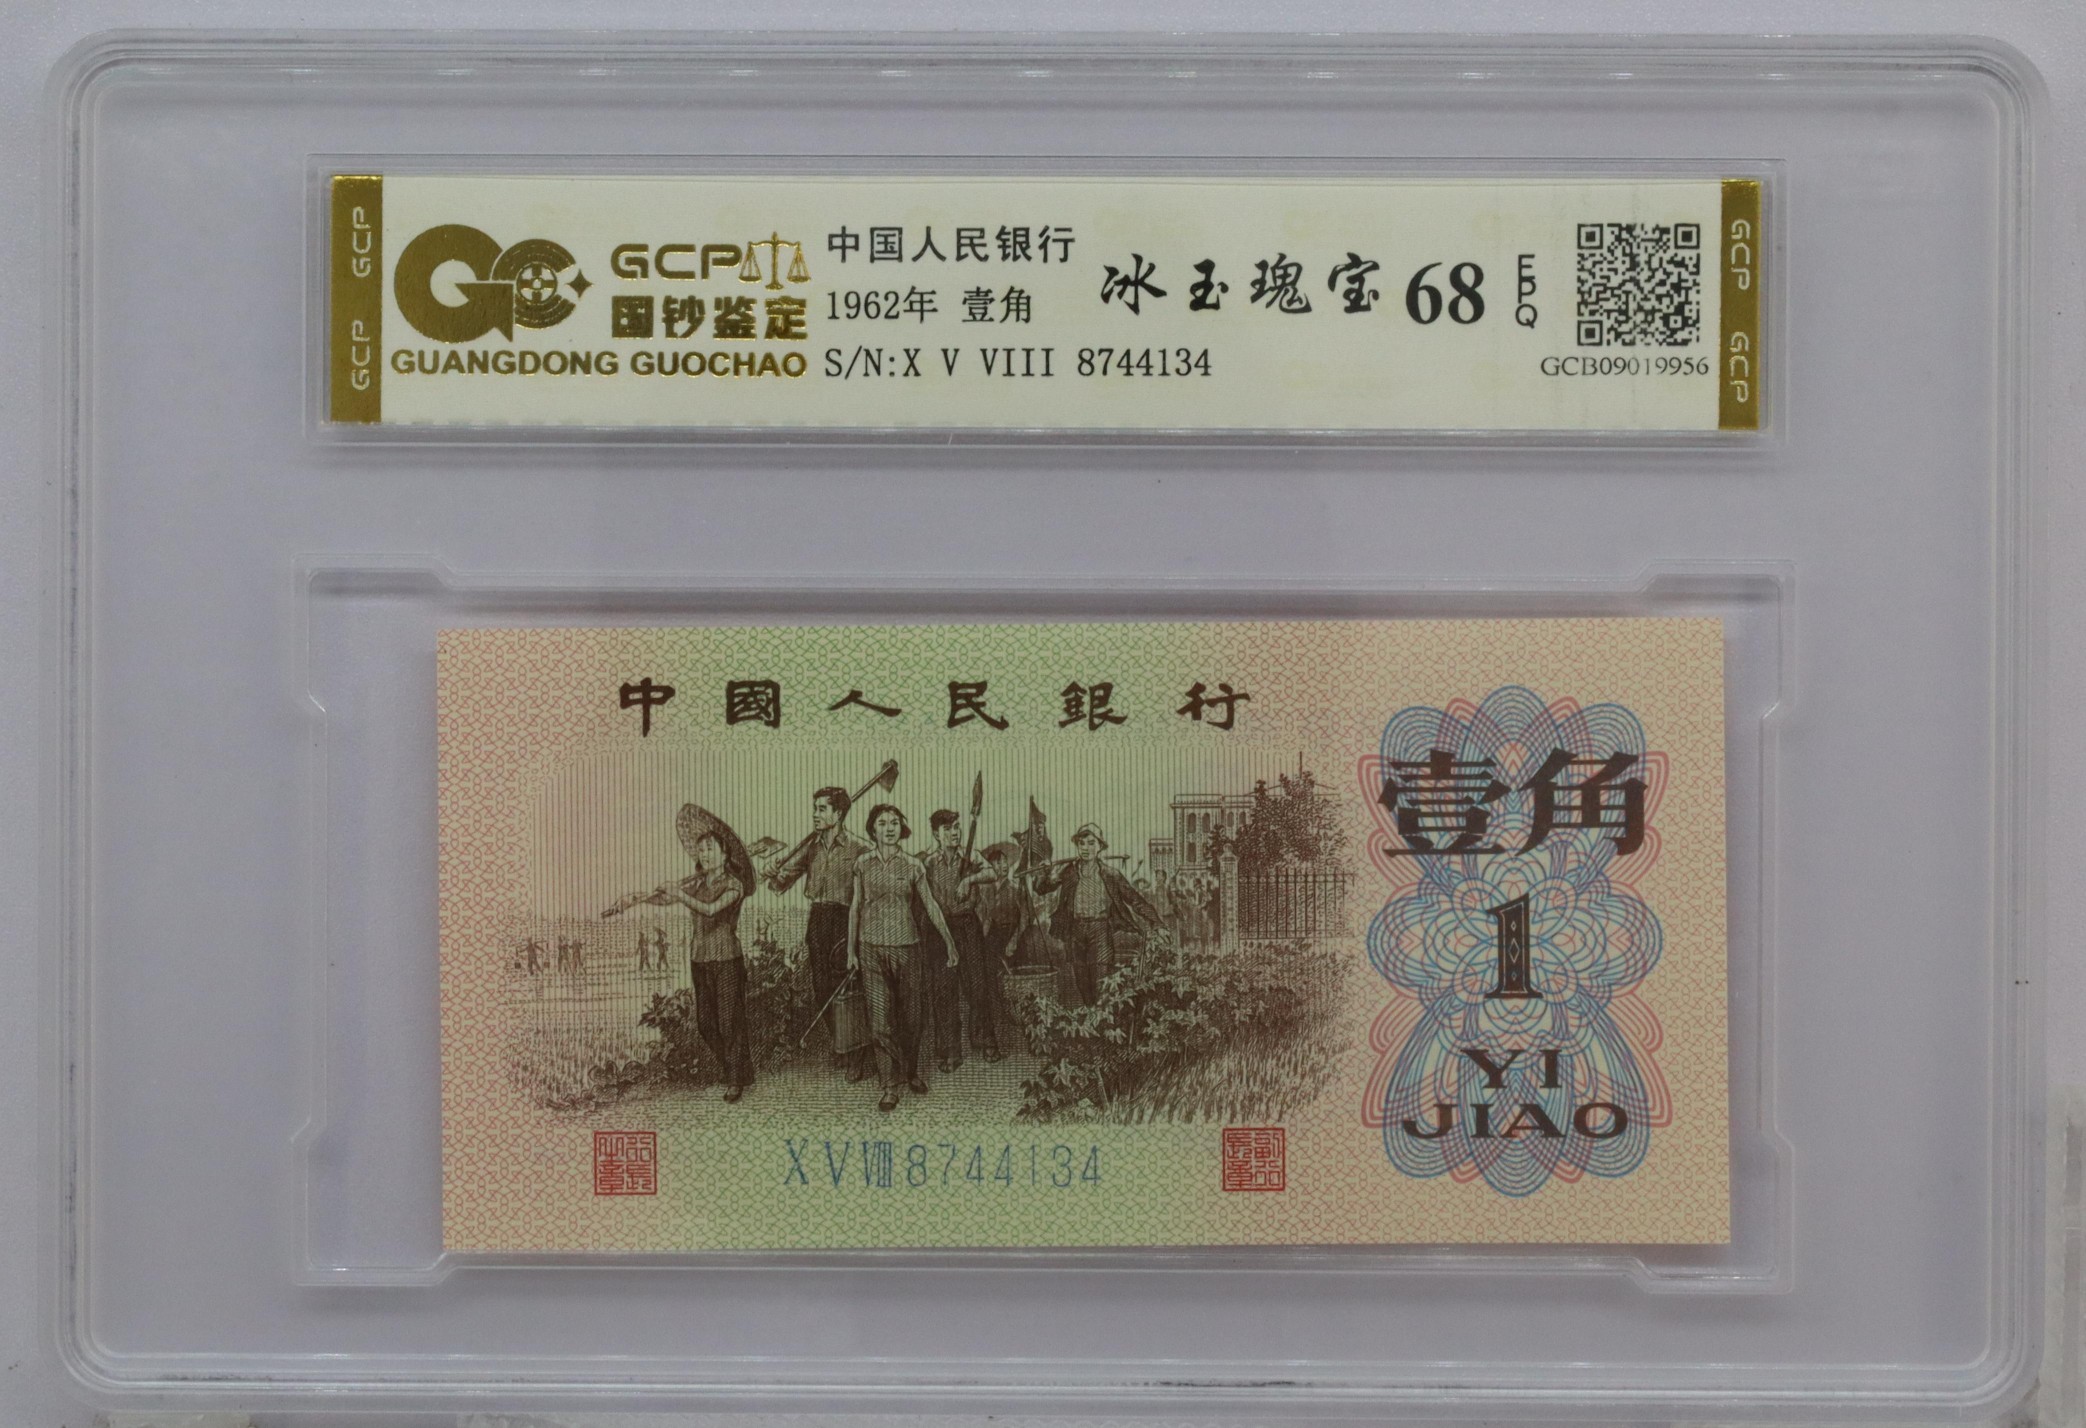 GCP
GCP
GCP
国钞鉴定
GUANGDONG GUOCHAO
中国人民银行
1962年 壹角
S/N:X V VIII 8744134
冰玉瑰宝 68 EPQ
GCB09019956
GCP
GCP
中國人民銀行
壹角
1
YI
JIAO
X V VIII 8744134